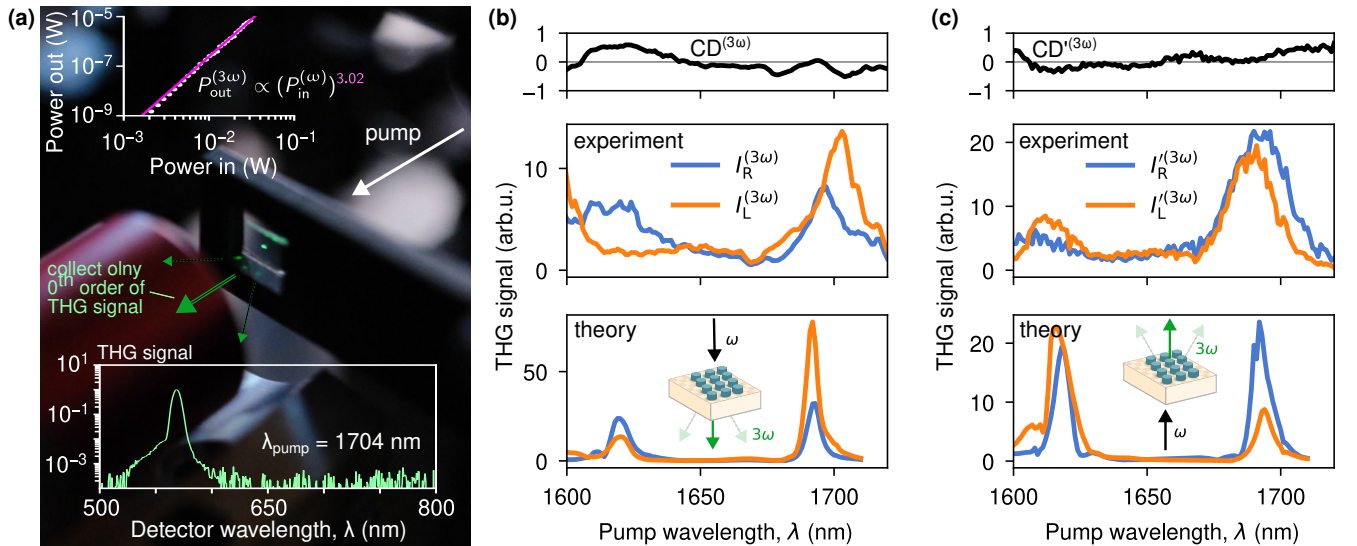 (a)
10⁻⁵
10⁻⁷
10⁻⁹
Power out (W)
P_out^(3ω) ∝ (P_in^(ω))^3.02
10⁻³ 10⁻² 10⁻¹
Power in (W)
pump
collect olny
0th order of
THG signal
THG signal
10¹
10⁻¹
10⁻³
λ_pump = 1704 nm
500 650 800
Detector wavelength, λ (nm)
(b)
1
0
−1
CD^(3ω)
experiment
I_R^(3ω)
I_L^(3ω)
10
0
THG signal (arb.u.)
theory
ω
3ω
50
0
1600 1650 1700
Pump wavelength, λ (nm)
(c)
1
0
−1
CD'^(3ω)
experiment
I'_R^(3ω)
I'_L^(3ω)
20
10
0
THG signal (arb.u.)
theory
3ω
ω
20
10
0
1600 1650 1700
Pump wavelength, λ (nm)